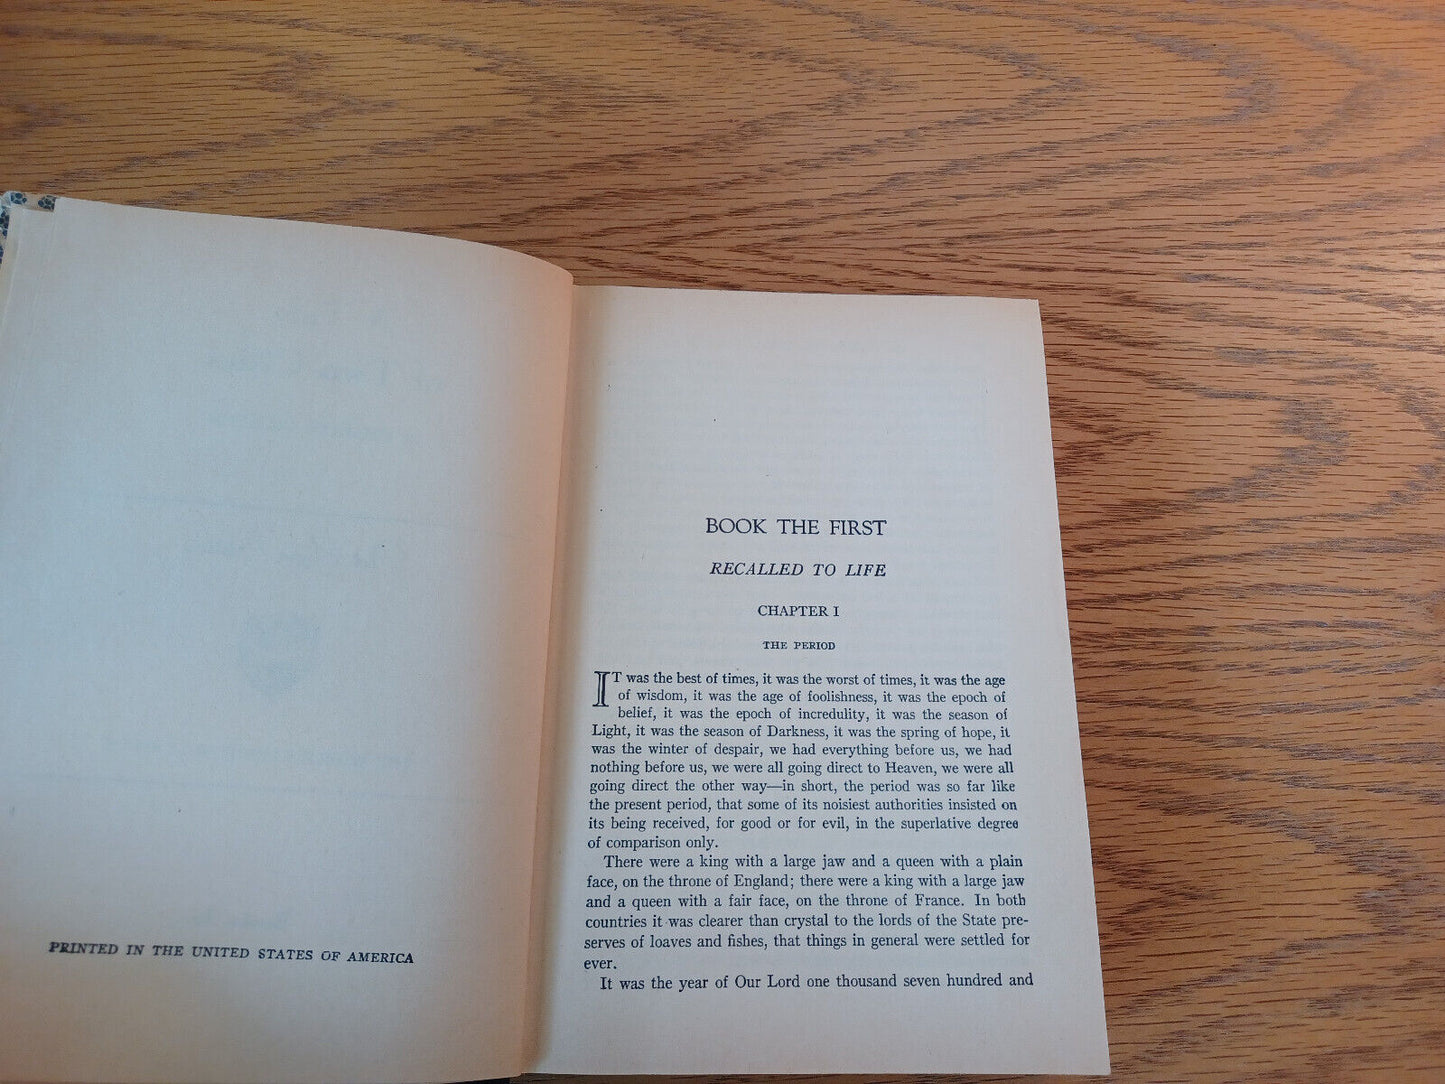 PRINTED IN THE UNITED STATES OF AMERICA
BOOK THE FIRST
RECALLED TO LIFE
CHAPTER I
THE PERIOD
IT was the best of times, it was the worst of times, it was the age
of wisdom, it was the age of foolishness, it was the epoch of
belief, it was the epoch of incredulity, it was the season of
Light, it was the season of Darkness, it was the spring of hope, it
was the winter of despair, we had everything before us, we had
nothing before us, we were all going direct to Heaven, we were all
going direct the other way—in short, the period was so far like
the present period, that some of its noisiest authorities insisted on
its being received, for good or for evil, in the superlative degree
of comparison only.
There were a king with a large jaw and a queen with a plain
face, on the throne of England; there were a king with a large jaw
and a queen with a fair face, on the throne of France. In both
countries it was clearer than crystal to the lords of the State pre-
serves of loaves and fishes, that things in general were settled for
ever.
It was the year of Our Lord one thousand seven hundred and